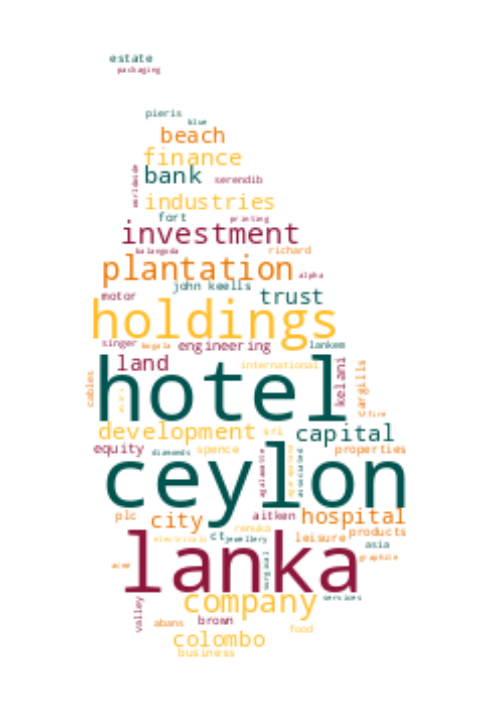 estate
packaging
pieris
blue
beach
finance
bank
serendib
worldwide
industries
fort
printing
investment
balangoda
richard
plantation
alpha
john keells
motor
trust
holdings
singer
bogala
engineering
lankem
land
international
hotel
kelani
cargills
cables
fire
development
sri
capital
equity
diamonds
spence
properties
ceylon
agalawatte
agarapatana
associated
plc
city
aitken
hospital
renuka
products
electricals
ct
jewellery
leisure
asia
graphite
lanka
acme
surgical
services
valley
company
abans
brown
food
colombo
business